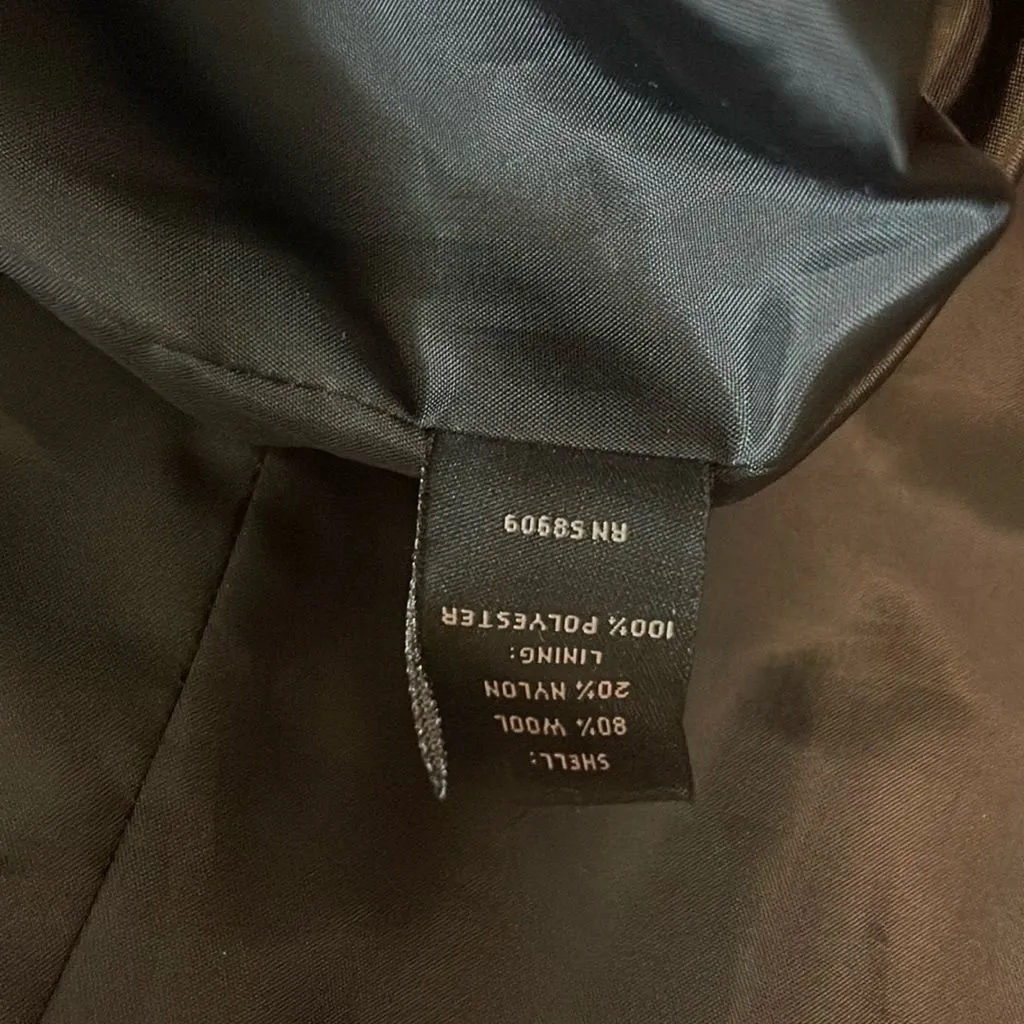 SHELL:
80% WOOL
20% NYLON
LINING:
100% POLYESTER
RN 58909